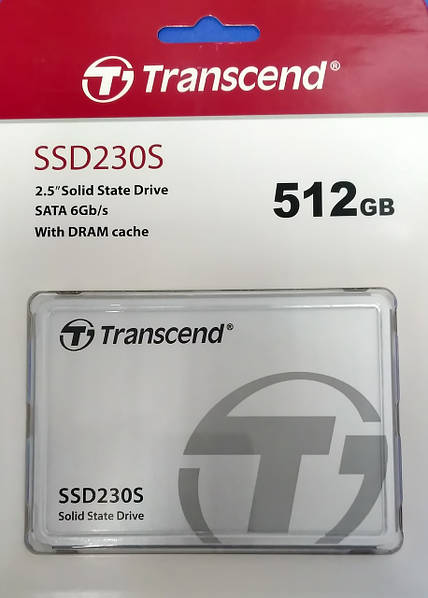 Transcend®
SSD230S
2.5" Solid State Drive
SATA 6Gb/s
With DRAM cache
512GB
Transcend®
SSD230S
Solid State Drive